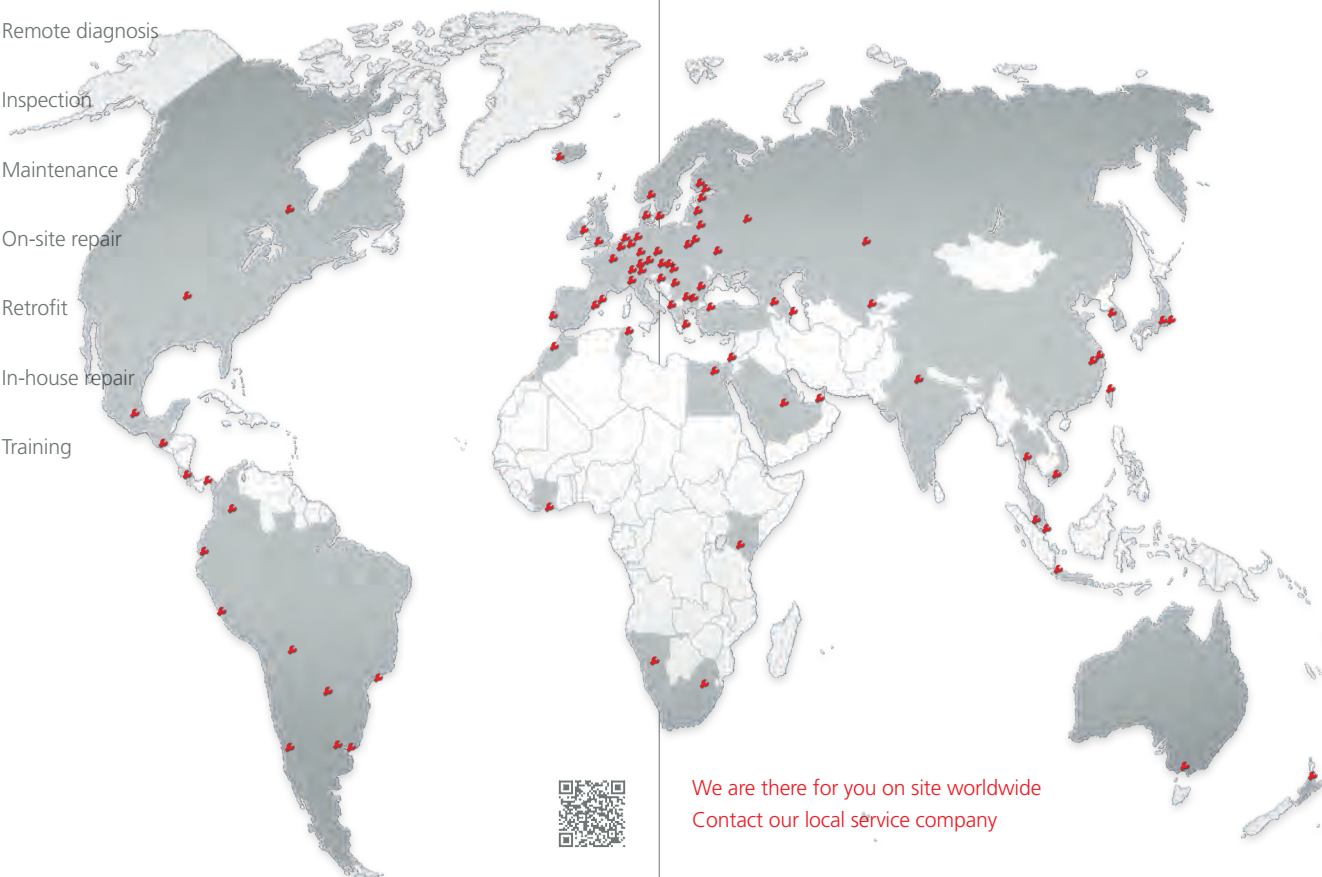 Remote diagnosis
Inspection
Maintenance
On-site repair
Retrofit
In-house repair
Training
We are there for you on site worldwide
Contact our local service company